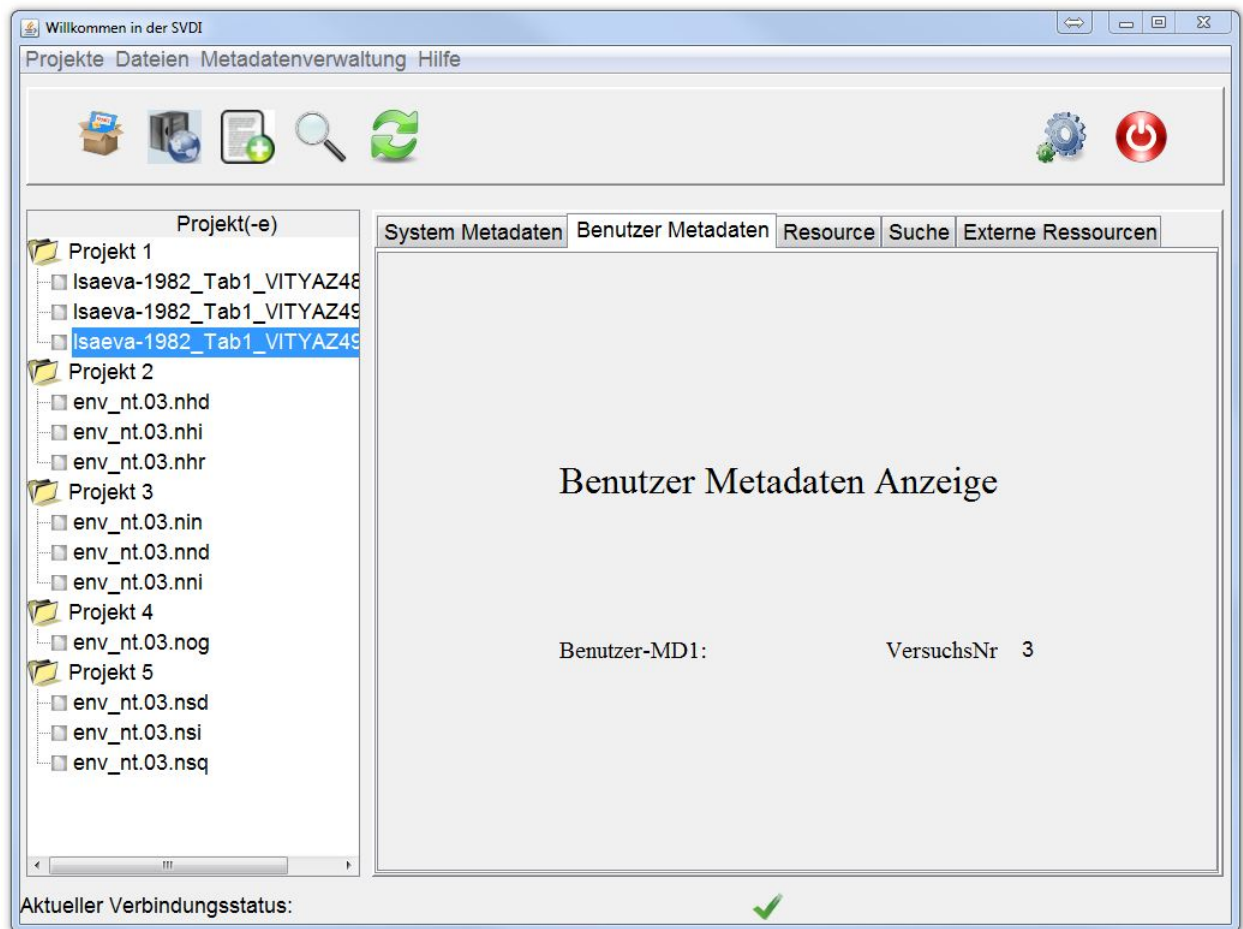 Willkommen in der SVDI
Projekte Dateien Metadatenverwaltung Hilfe
Projekt(-e)
Projekt 1
Isaeva-1982_Tab1_VITYAZ48
Isaeva-1982_Tab1_VITYAZ49
Isaeva-1982_Tab1_VITYAZ49
Projekt 2
env_nt.03.nhd
env_nt.03.nhi
env_nt.03.nhr
Projekt 3
env_nt.03.nin
env_nt.03.nnd
env_nt.03.nni
Projekt 4
env_nt.03.nog
Projekt 5
env_nt.03.nsd
env_nt.03.nsi
env_nt.03.nsq
System Metadaten Benutzer Metadaten Resource Suche Externe Ressourcen
Benutzer Metadaten Anzeige
Benutzer-MD1: VersuchsNr 3
Aktueller Verbindungsstatus: